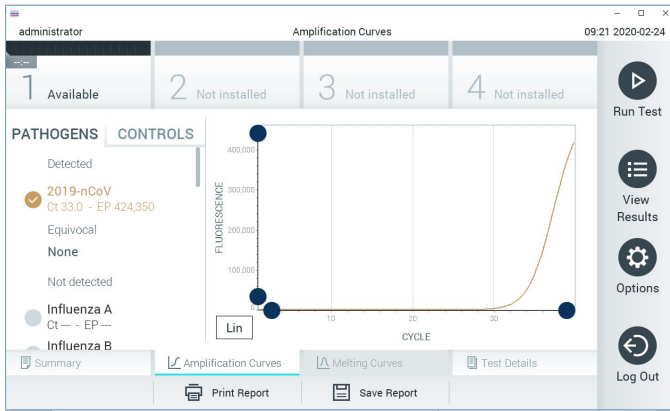 administrator
Amplification Curves
09:21 2020-02-24
--:--
1 Available
2 Not installed
3 Not installed
4 Not installed
Run Test
PATHOGENS CONTROLS
Detected
2019-nCoV
Ct 33.0 - EP 424,350
Equivocal
None
Not detected
Influenza A
Ct --- - EP ---
Influenza B
FLUORESCENCE
400,000
300,000
200,000
100,000
0
10 20 30
CYCLE
Lin
View
Results
Options
Log Out
Summary
Amplification Curves
Melting Curves
Test Details
Print Report
Save Report